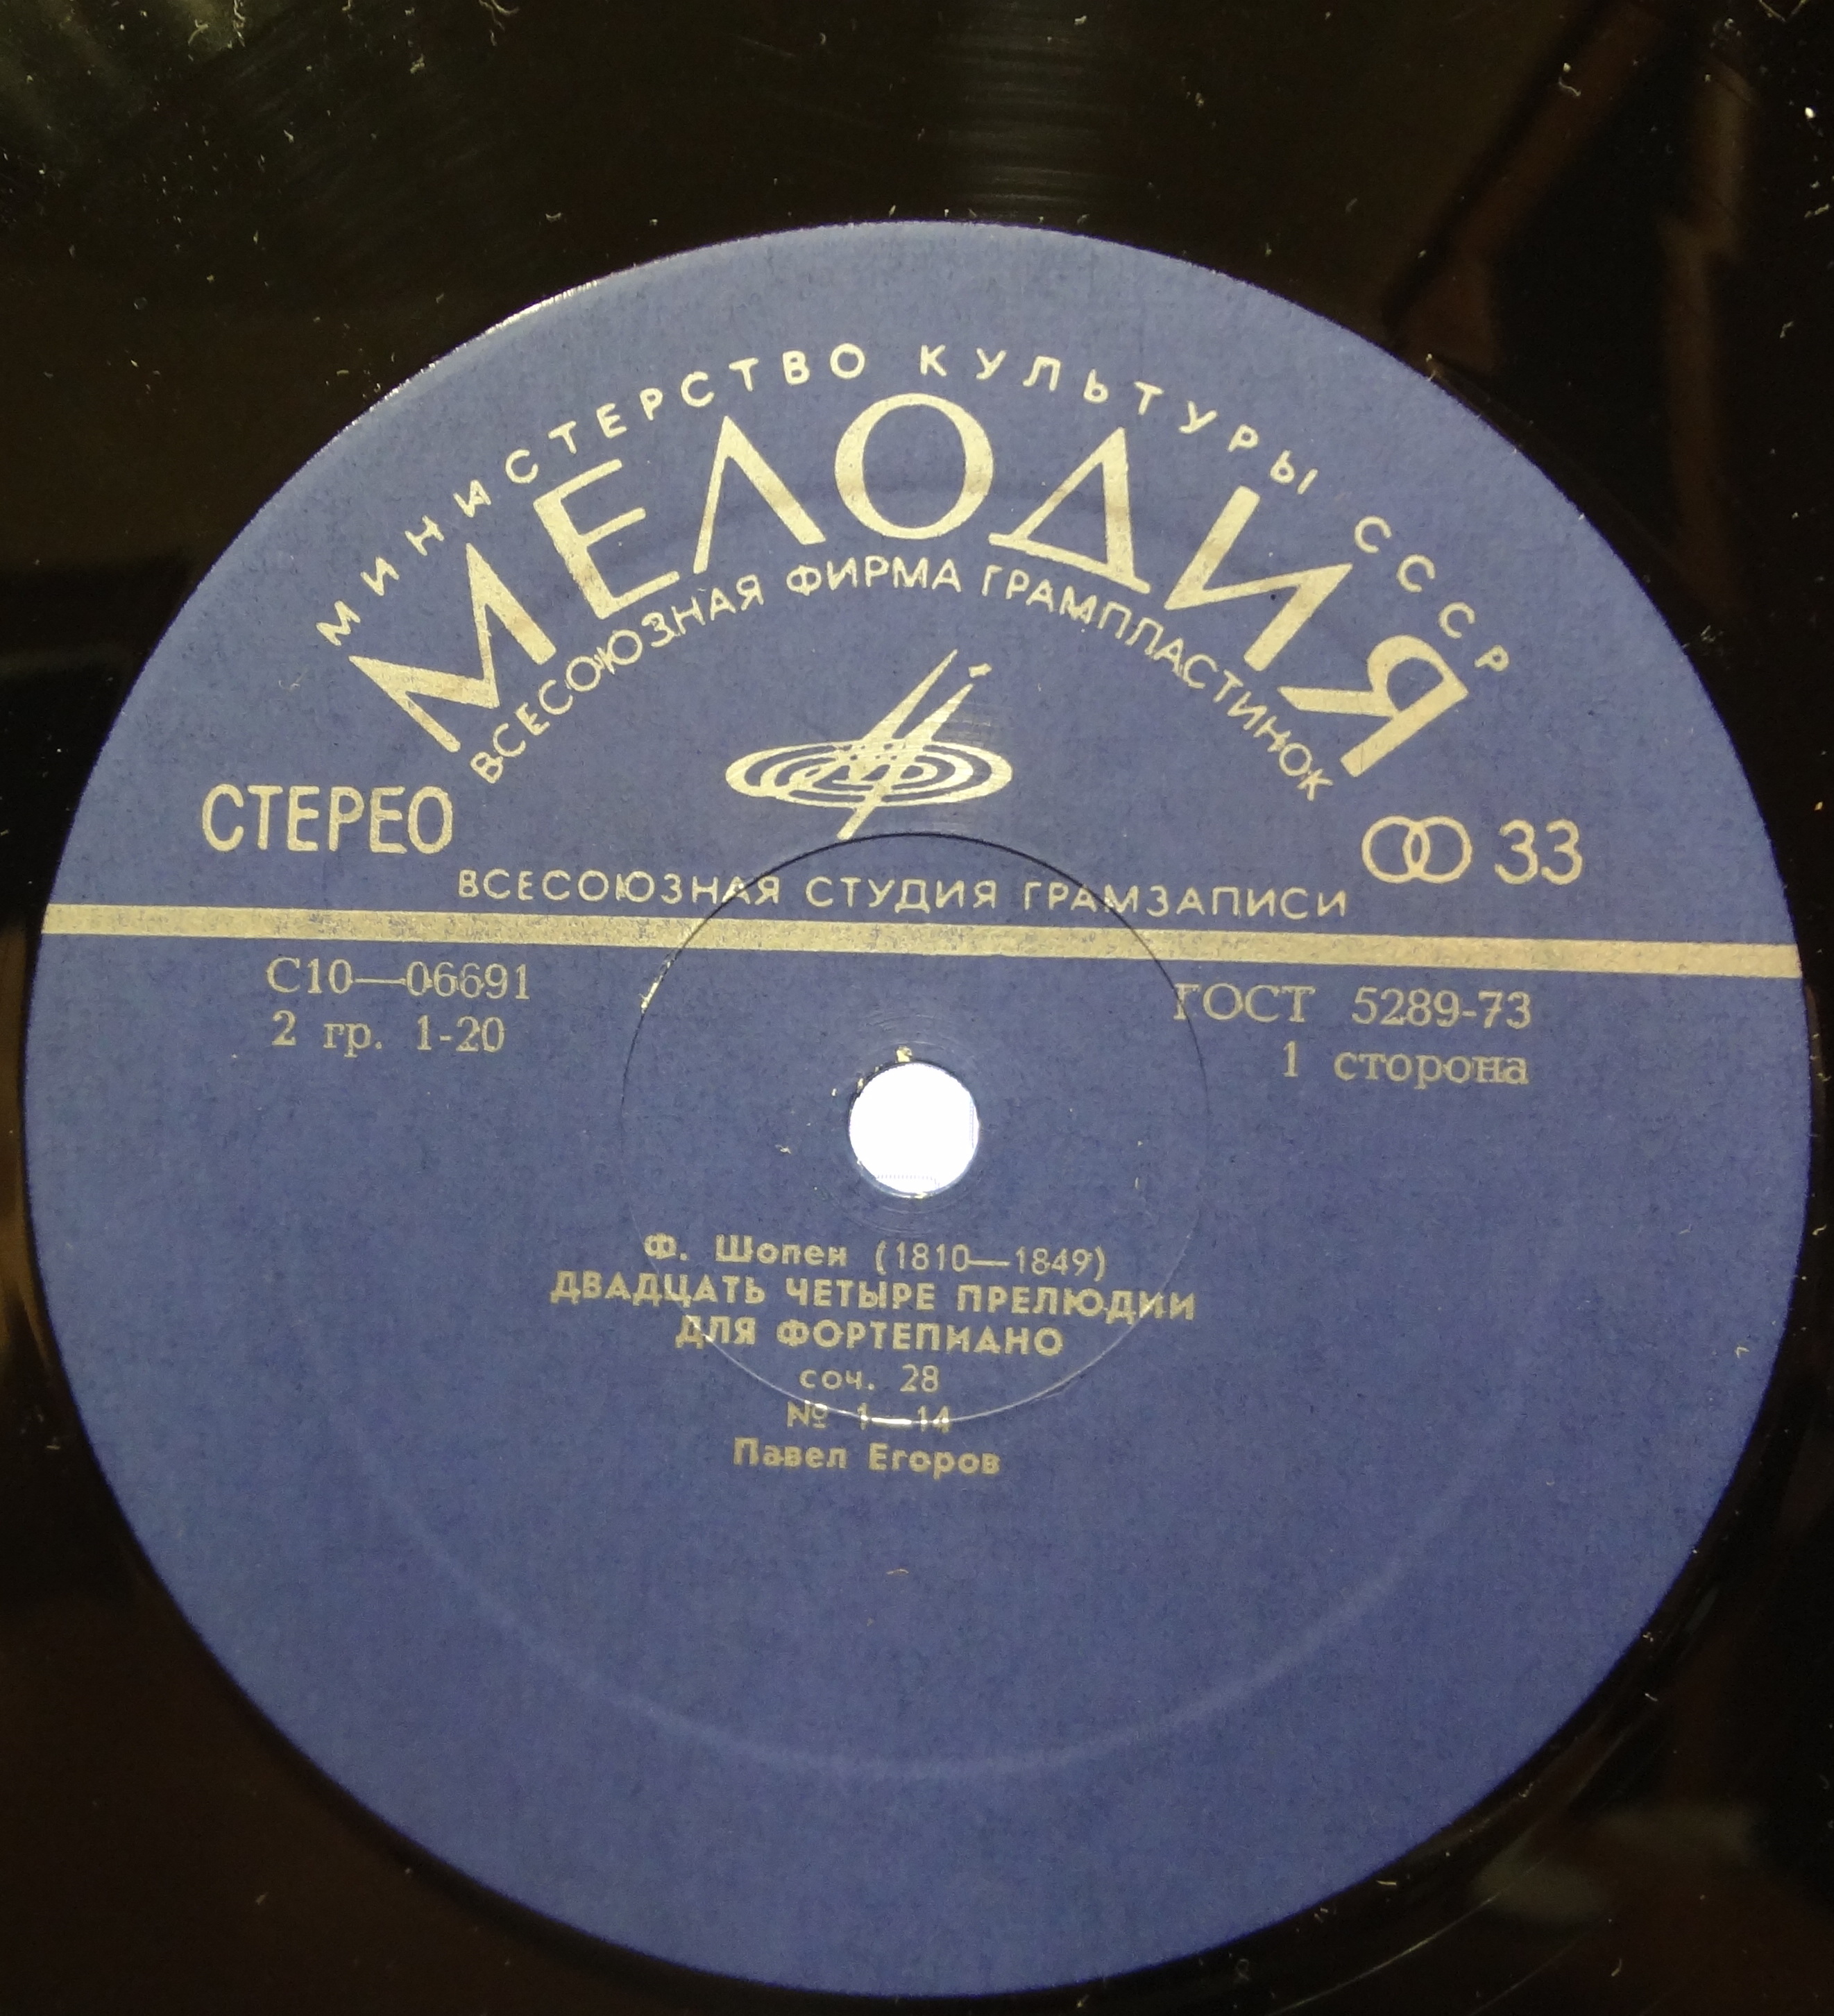 МИНИСТЕРСТВО КУЛЬТУРЫ СССР
МЕЛОДИЯ
ВСЕСОЮЗНАЯ ФИРМА ГРАМПЛАСТИНОК
СТЕРЕО
33
ВСЕСОЮЗНАЯ СТУДИЯ ГРАМЗАПИСИ
С10—06691
ГОСТ 5289-73
2 гр. 1-20
1 сторона
Ф. Шопен (1810—1849)
ДВАДЦАТЬ ЧЕТЫРЕ ПРЕЛЮДИИ
ДЛЯ ФОРТЕПИАНО
соч. 28
№ 1—14
Павел Егоров